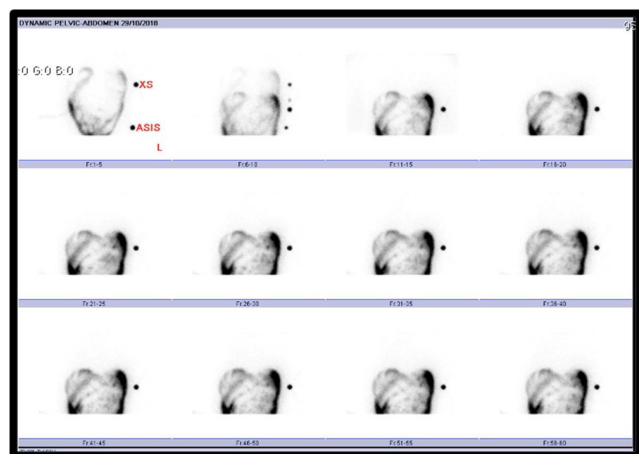 DYNAMIC PELVIC-ABDOMEN 29/10/2018
:0 G:0 B:0
XS
ASIS
L
Fr:1-5
Fr:6-10
Fr:11-15
Fr:16-20
Fr:21-25
Fr:26-30
Fr:31-35
Fr:36-40
Fr:41-45
Fr:46-50
Fr:51-55
Fr:56-60